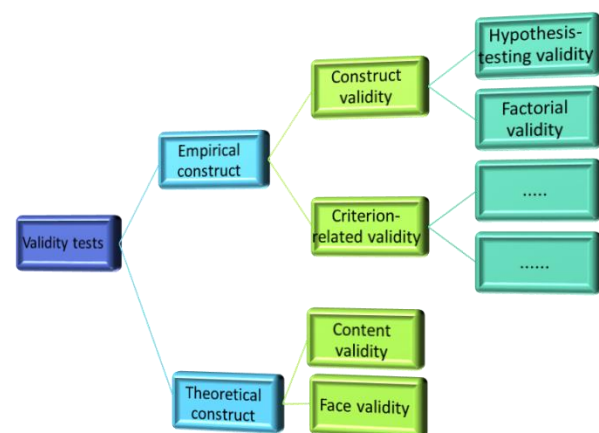 Validity tests
Empirical
construct
Theoretical
construct
Construct
validity
Criterion-
related validity
Content
validity
Face validity
Hypothesis-
testing validity
Factorial
validity
.....
......